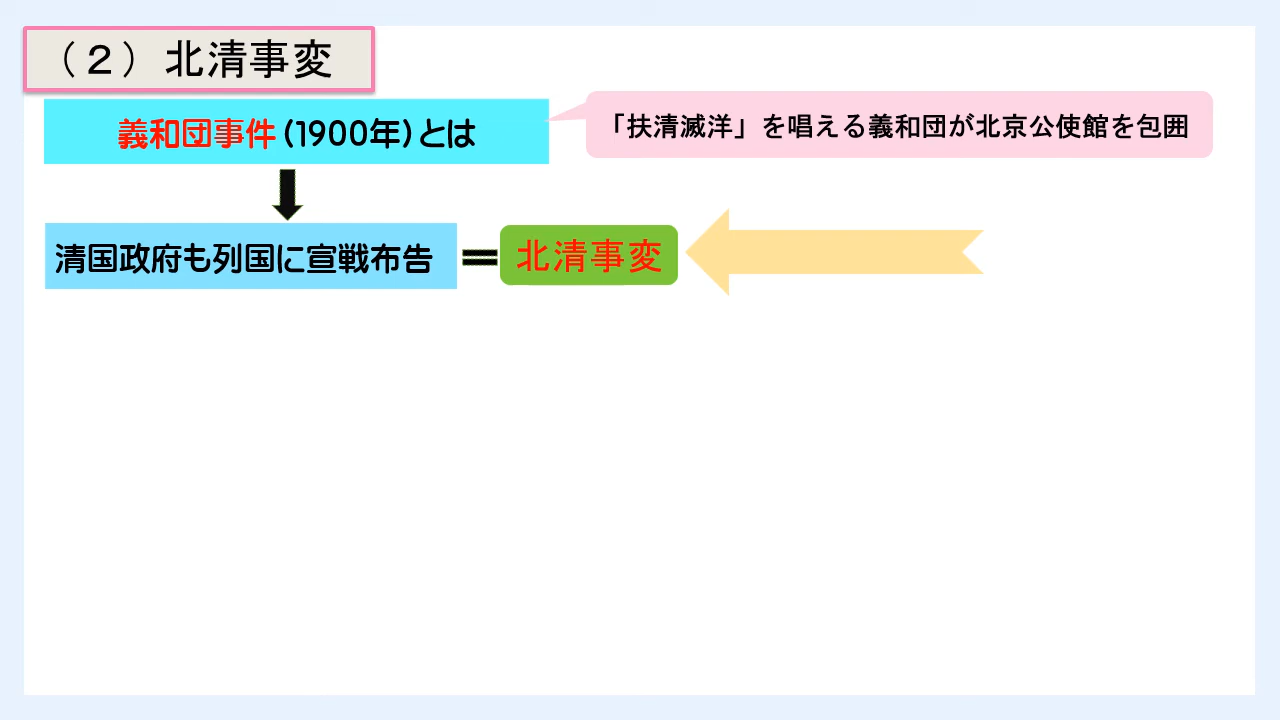 （２）北清事変
義和団事件（1900年）とは
「扶清滅洋」を唱える義和団が北京公使館を包囲
清国政府も列国に宣戦布告
＝
北清事変